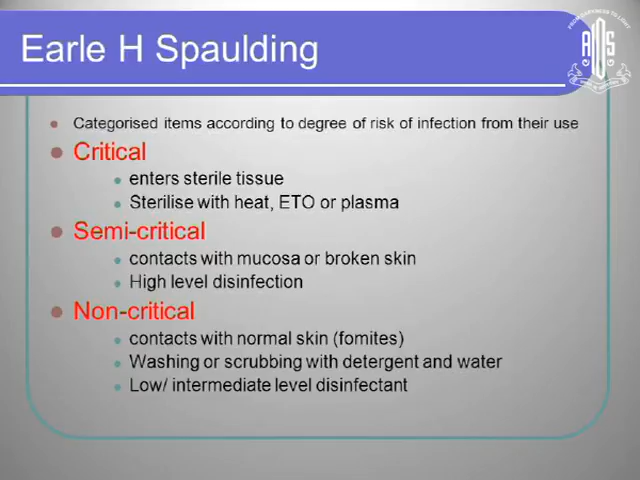 Earle H Spaulding
Categorised items according to degree of risk of infection from their use
Critical
enters sterile tissue
Sterilise with heat, ETO or plasma
Semi-critical
contacts with mucosa or broken skin
High level disinfection
Non-critical
contacts with normal skin (fomites)
Washing or scrubbing with detergent and water
Low/ intermediate level disinfectant